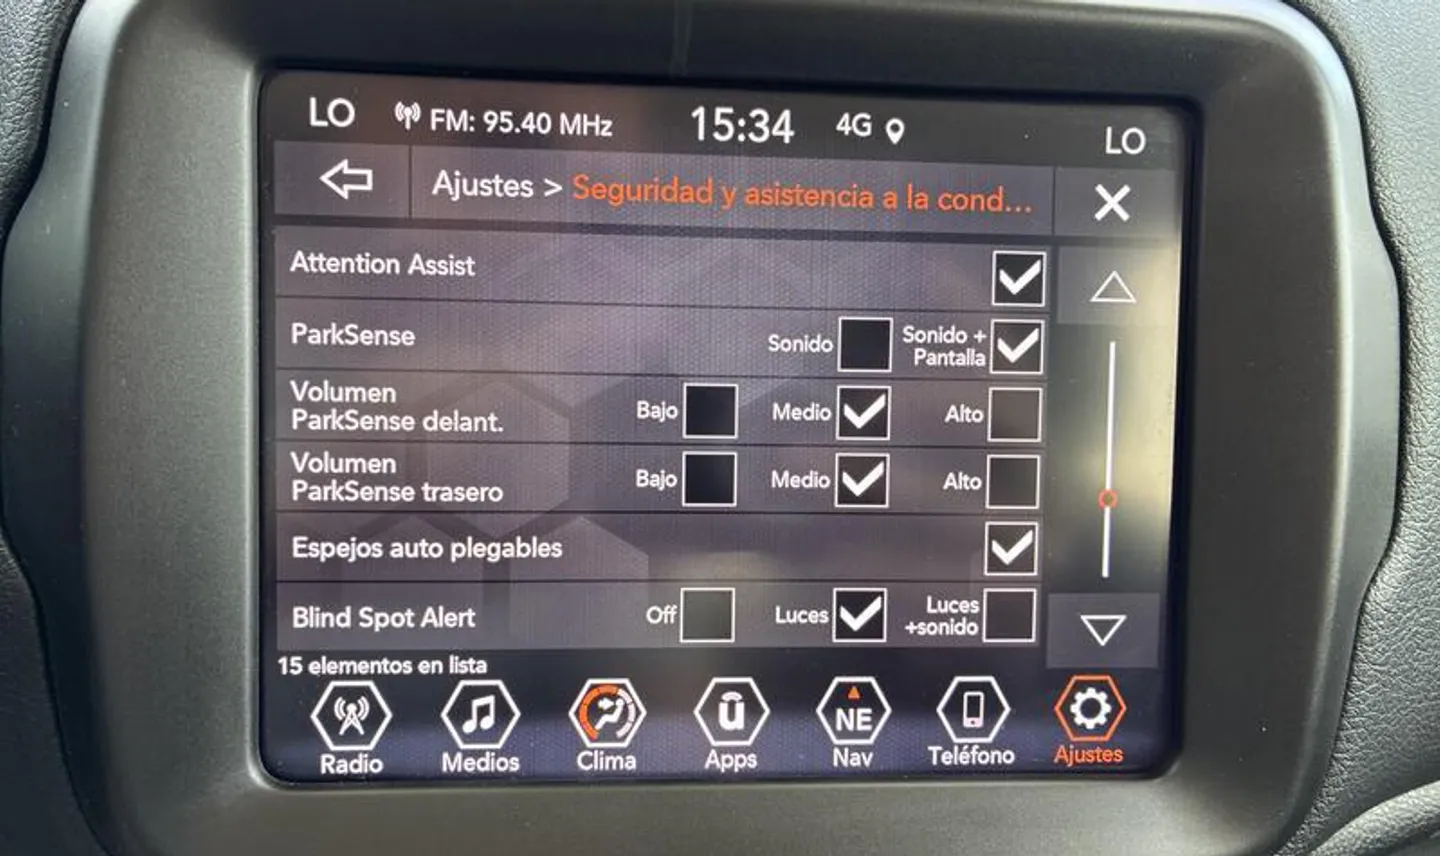 LO FM: 95.40 MHz 15:34 4G LO
Ajustes > Seguridad y asistencia a la cond...
Attention Assist
ParkSense Sonido Sonido + Pantalla
Volumen
ParkSense delant. Bajo Medio Alto
Volumen
ParkSense trasero Bajo Medio Alto
Espejos auto plegables
Blind Spot Alert Off Luces Luces +sonido
15 elementos en lista
ū NE
Radio Medios Clima Apps Nav Teléfono Ajustes